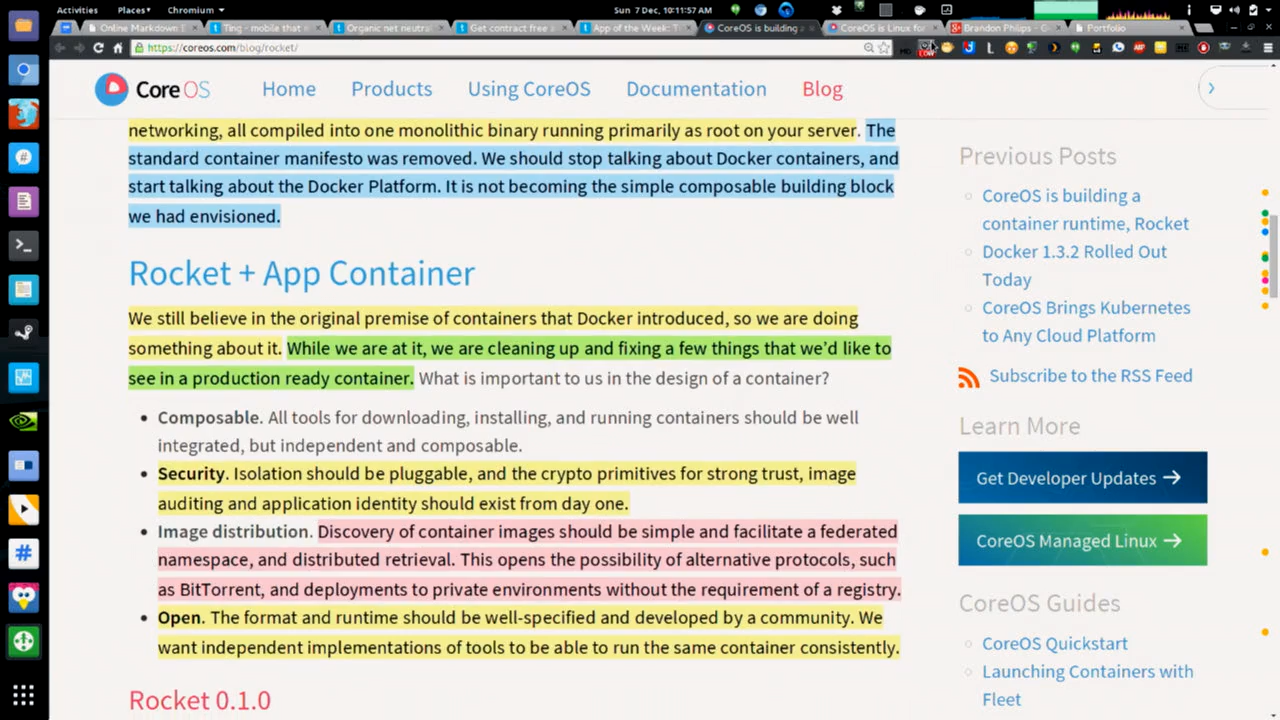 Activities Places Chromium Sun 7 Dec, 10:11:57 AM
Online Markdown Ting - mobile that Organic net neutra Get contract free a App of the Week: T CoreOS is building CoreOS is Linux for Brandon Philips - G Portfolio
https://coreos.com/blog/rocket/
CoreOS Home Products Using CoreOS Documentation Blog
networking, all compiled into one monolithic binary running primarily as root on your server. The
standard container manifesto was removed. We should stop talking about Docker containers, and
start talking about the Docker Platform. It is not becoming the simple composable building block
we had envisioned.
Rocket + App Container
We still believe in the original premise of containers that Docker introduced, so we are doing
something about it. While we are at it, we are cleaning up and fixing a few things that we'd like to
see in a production ready container. What is important to us in the design of a container?
Composable. All tools for downloading, installing, and running containers should be well
integrated, but independent and composable.
Security. Isolation should be pluggable, and the crypto primitives for strong trust, image
auditing and application identity should exist from day one.
Image distribution. Discovery of container images should be simple and facilitate a federated
namespace, and distributed retrieval. This opens the possibility of alternative protocols, such
as BitTorrent, and deployments to private environments without the requirement of a registry.
Open. The format and runtime should be well-specified and developed by a community. We
want independent implementations of tools to be able to run the same container consistently.
Rocket 0.1.0
Previous Posts
CoreOS is building a
container runtime, Rocket
Docker 1.3.2 Rolled Out
Today
CoreOS Brings Kubernetes
to Any Cloud Platform
Subscribe to the RSS Feed
Learn More
Get Developer Updates →
CoreOS Managed Linux →
CoreOS Guides
CoreOS Quickstart
Launching Containers with
Fleet